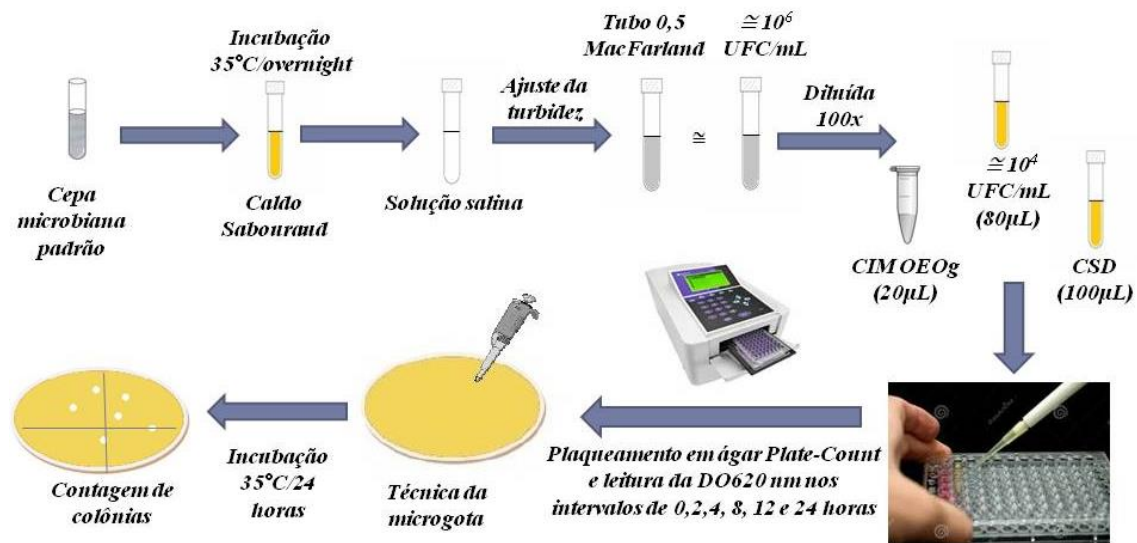 Incubação
35°C/overnight
Tubo 0,5
MacFarland
≅10⁶
UFC/mL
Ajuste da
turbidez
Diluída
100x
≅
Cepa
microbiana
padrão
Caldo
Sabourand
Solução salina
≅10⁴
UFC/mL
(80µL)
CIM OEOg
(20µL)
CSD
(100µL)
Contagem de
colônias
Incubação
35°C/24
horas
Técnica da
microgota
Plaqueamento em ágar Plate-Count
e leitura da DO620 nm nos
intervalos de 0,2,4, 8, 12 e 24 horas